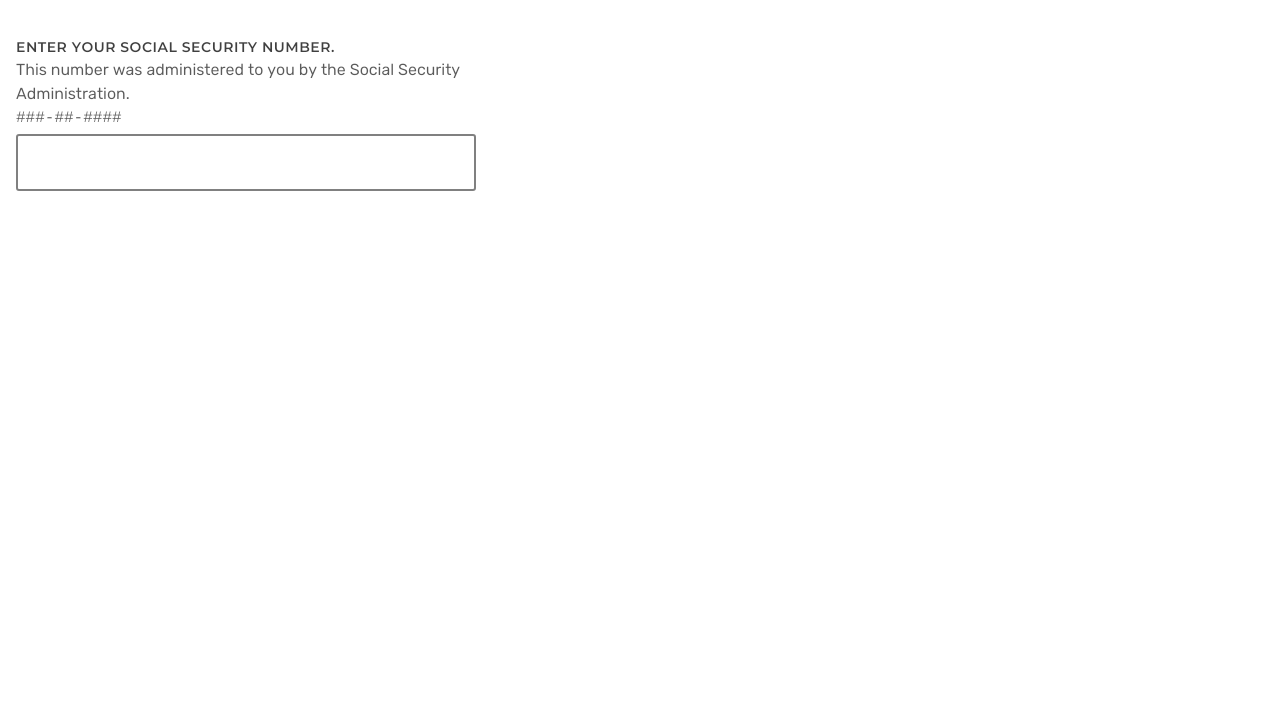 ENTER YOUR SOCIAL SECURITY NUMBER.
This number was administered to you by the Social Security
Administration.
###-##-####